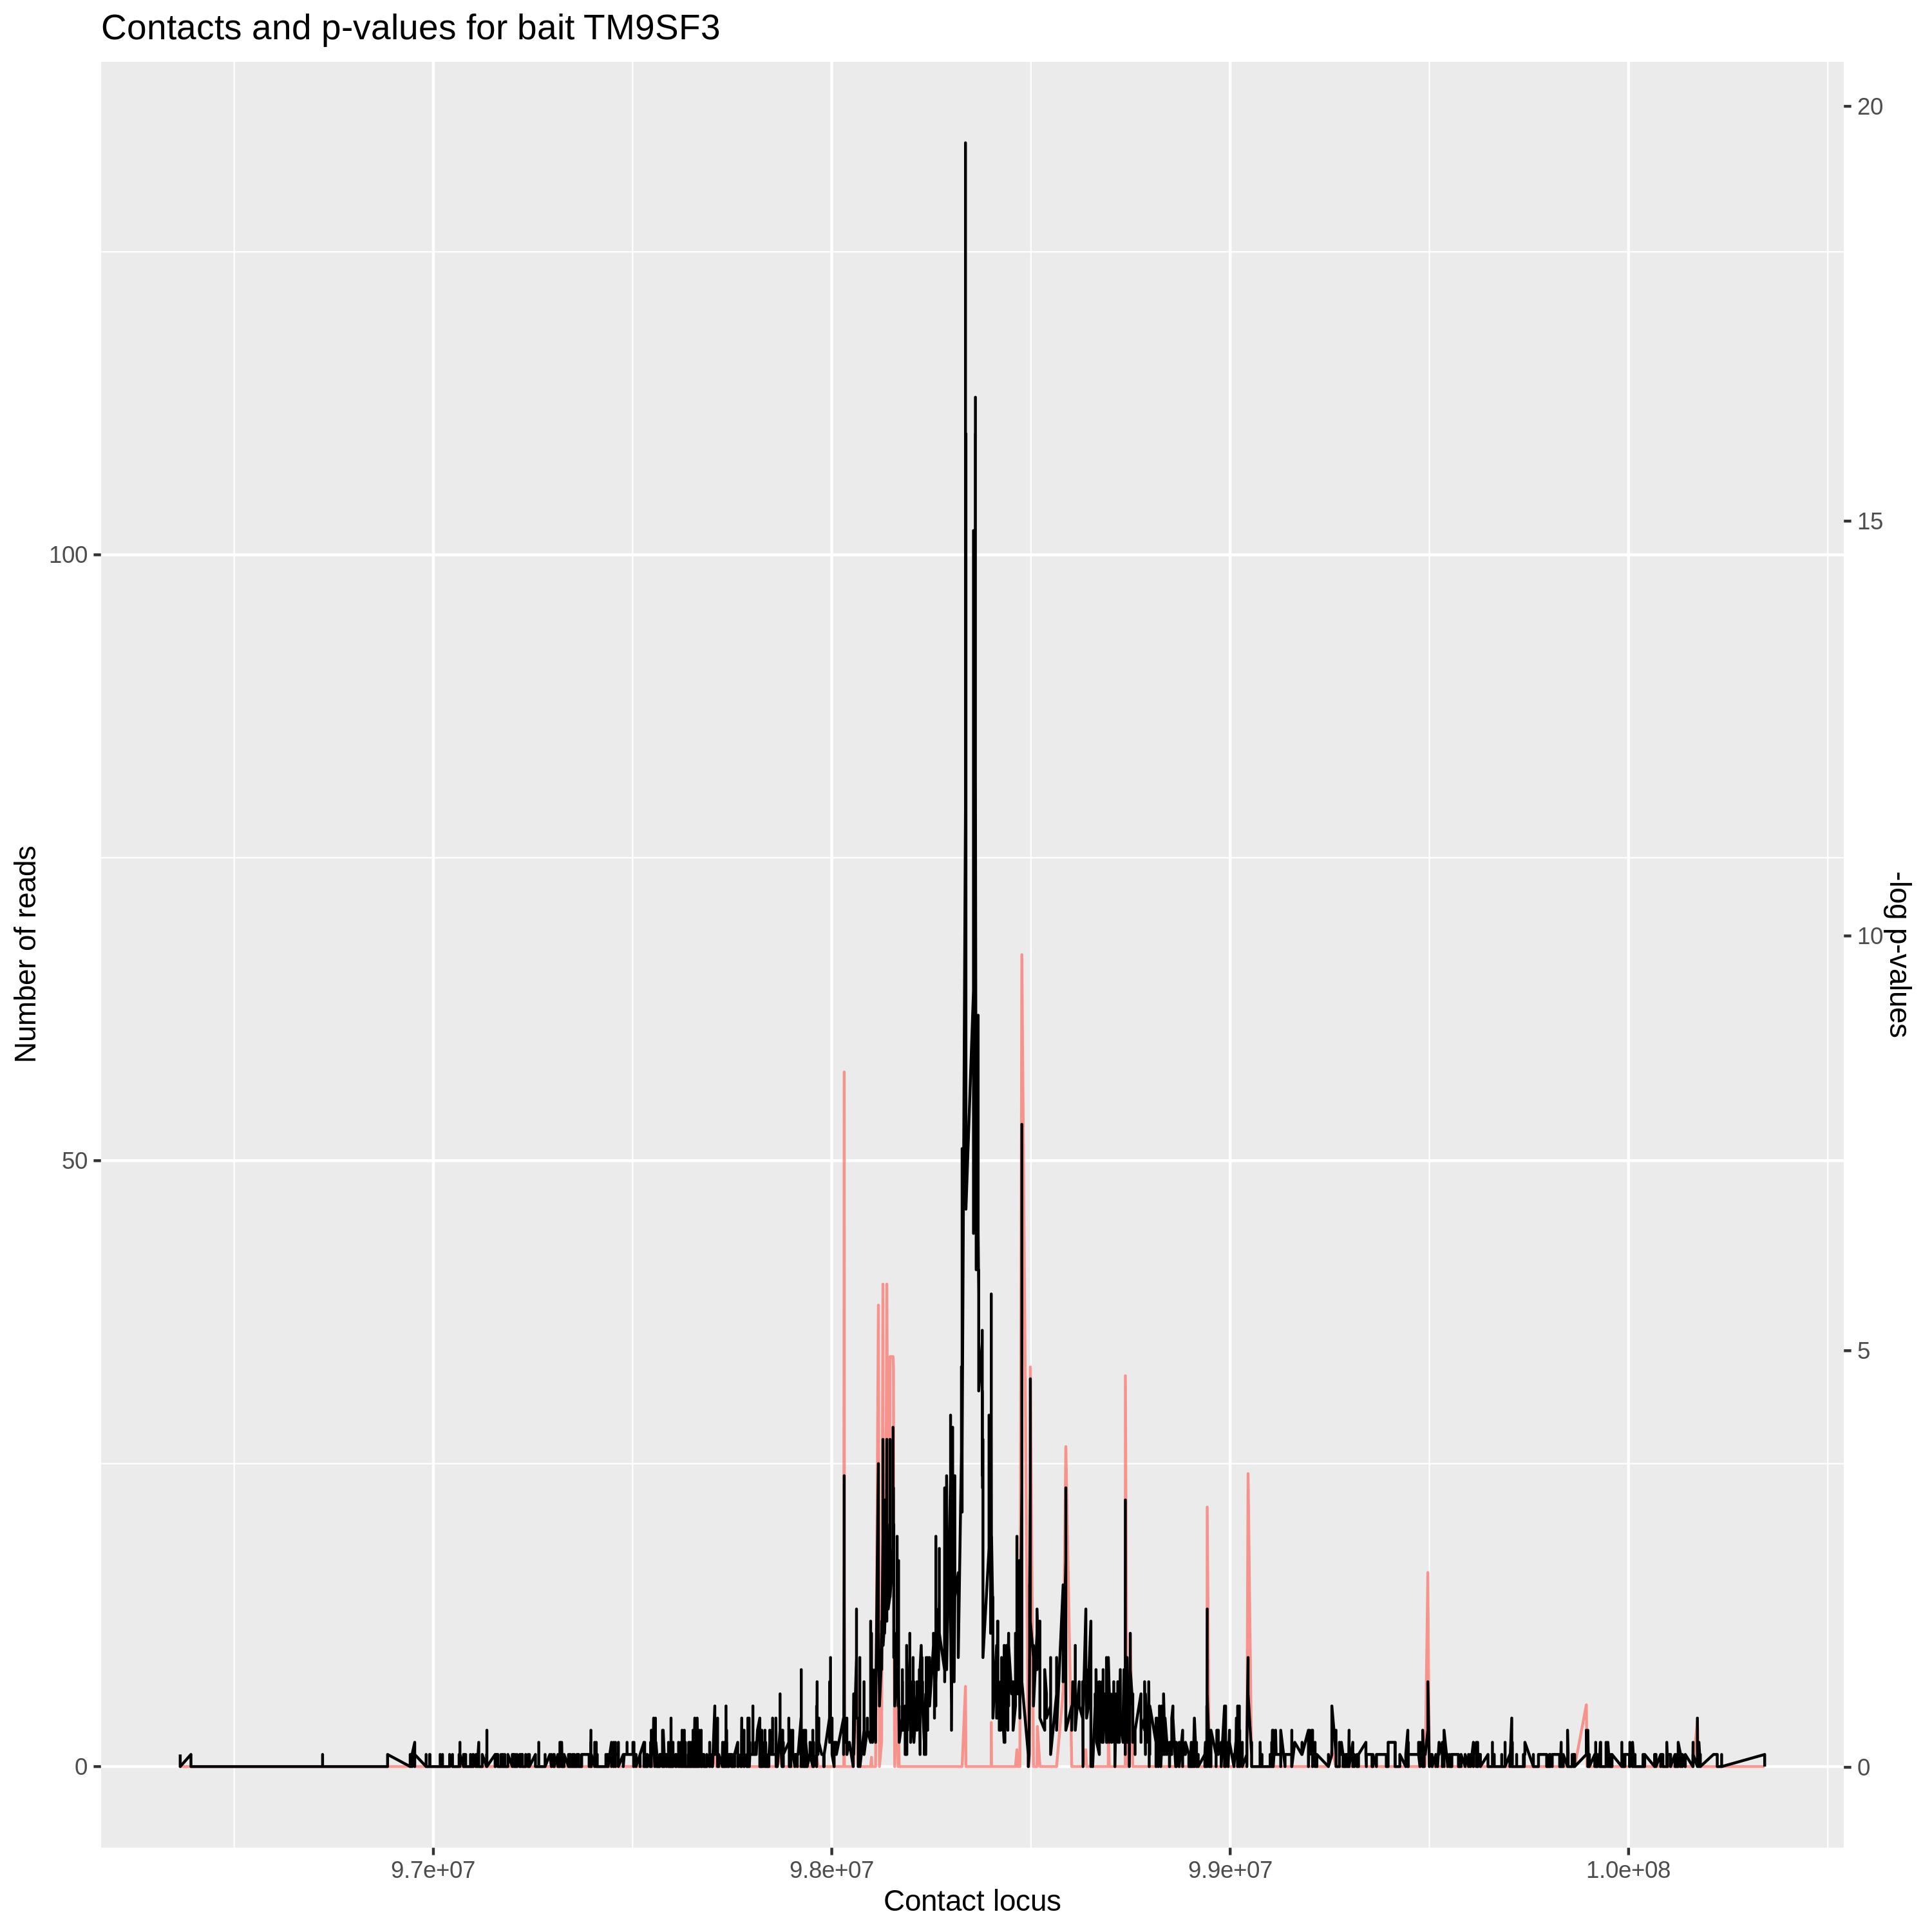 Contacts and p-values for bait TM9SF3
Number of reads
100
50
0
20
15
10
5
0
-log p-values
9.7e+07
9.8e+07
9.9e+07
1.0e+08
Contact locus